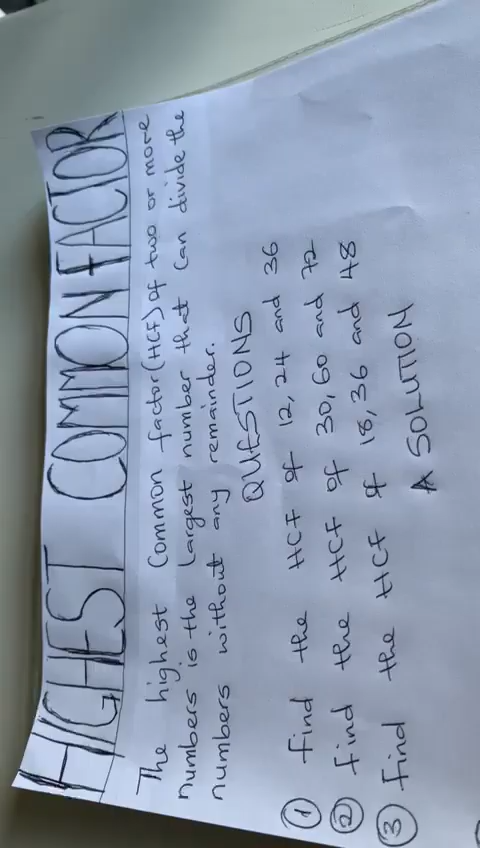 HIGHEST COMMON FACTOR
The highest Common factor (HCF) of two or more
numbers is the Largest number that can divide the
numbers without any remainder.
QUESTIONS
① find the HCF of 12, 24 and 36
② find the HCF of 30, 60 and 72
③ find the HCF of 18, 36 and 48
A SOLUTION